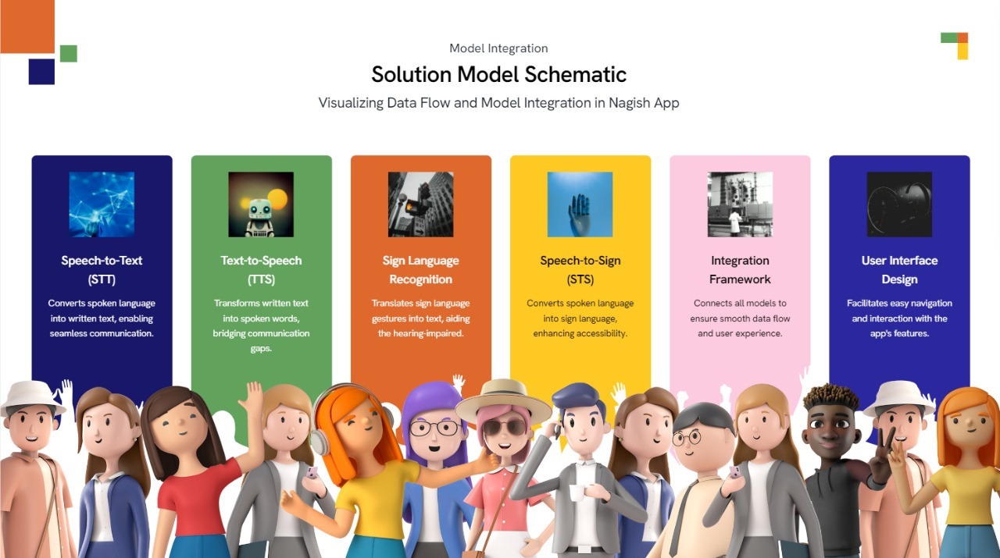 Model Integration
Solution Model Schematic
Visualizing Data Flow and Model Integration in Nagish App
Speech-to-Text
(STT)
Converts spoken language
into written text, enabling
seamless communication.
Text-to-Speech
(TTS)
Transforms written text
into spoken words,
bridging communication
gaps.
Sign Language
Recognition
Translates sign language
gestures into text, aiding
the hearing-impaired.
Speech-to-Sign
(STS)
Converts spoken language
into sign language,
enhancing accessibility.
Integration
Framework
Connects all models to
ensure smooth data flow
and user experience.
User Interface
Design
Facilitates easy navigation
and interaction with the
app's features.